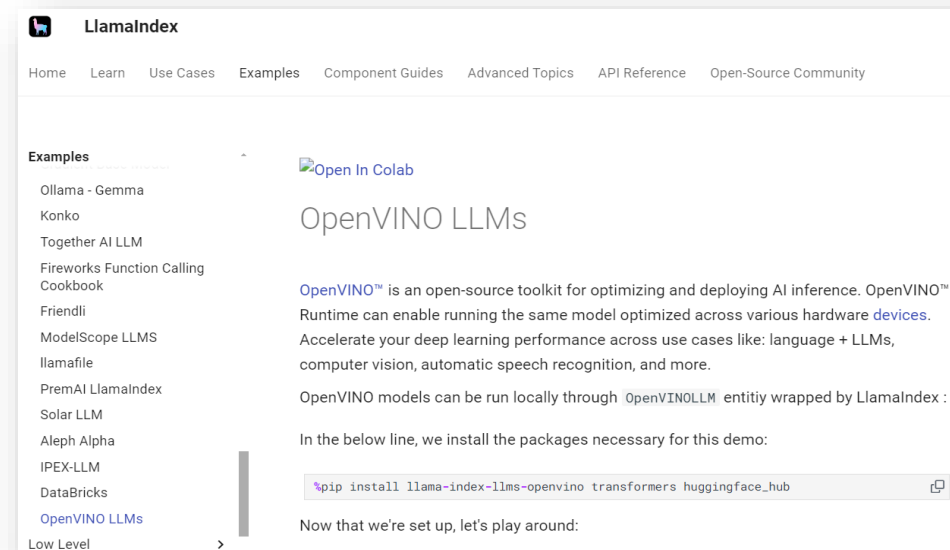 LlamaIndex
Home Learn Use Cases Examples Component Guides Advanced Topics API Reference Open-Source Community
Examples
Ollama - Gemma
Konko
Together AI LLM
Fireworks Function Calling
Cookbook
Friendli
ModelScope LLMS
llamafile
PremAI LlamaIndex
Solar LLM
Aleph Alpha
IPEX-LLM
DataBricks
OpenVINO LLMs
Low Level
Open In Colab
OpenVINO LLMs
OpenVINO™ is an open-source toolkit for optimizing and deploying AI inference. OpenVINO™
Runtime can enable running the same model optimized across various hardware devices.
Accelerate your deep learning performance across use cases like: language + LLMs,
computer vision, automatic speech recognition, and more.
OpenVINO models can be run locally through OpenVINOLLM entitiy wrapped by LlamaIndex :
In the below line, we install the packages necessary for this demo:
%pip install llama-index-llms-openvino transformers huggingface_hub
Now that we're set up, let's play around: